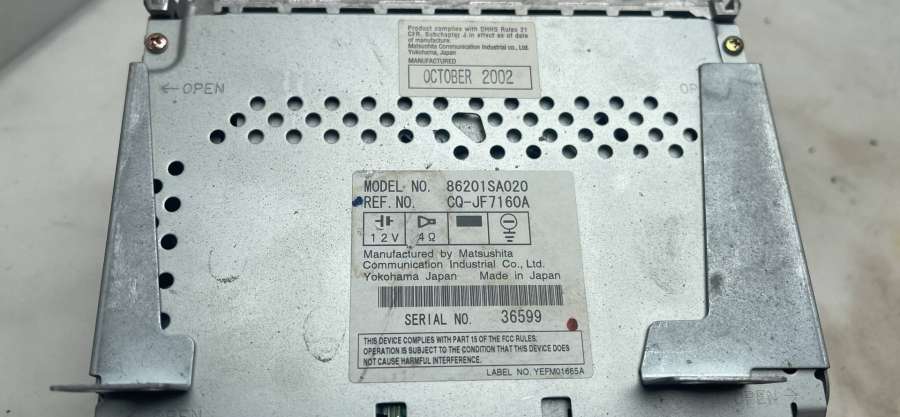 Product complies with DHHS Rules 21
CFR, Subchapter J.in effect as of date
of manufacture.
Matsushita Communication Industrial co., Ltd.
Yokohama, Japan
MANUFACTURED
OCTOBER 2002
←OPEN
OP
MODEL NO. 86201SA020
REF. NO. CQ-JF7160A
12V 4Ω
Manufactured by Matsushita
Communication Industrial Co., Ltd.
Yokohama Japan Made in Japan
SERIAL NO. 36599
THIS DEVICE COMPLIES WITH PART 15 OF THE FCC RULES.
OPERATION IS SUBJECT TO THE CONDITION THAT THIS DEVICE DOES
NOT CAUSE HARMFUL INTERFERENCE.
LABEL NO. YEFM01665A
OPEN